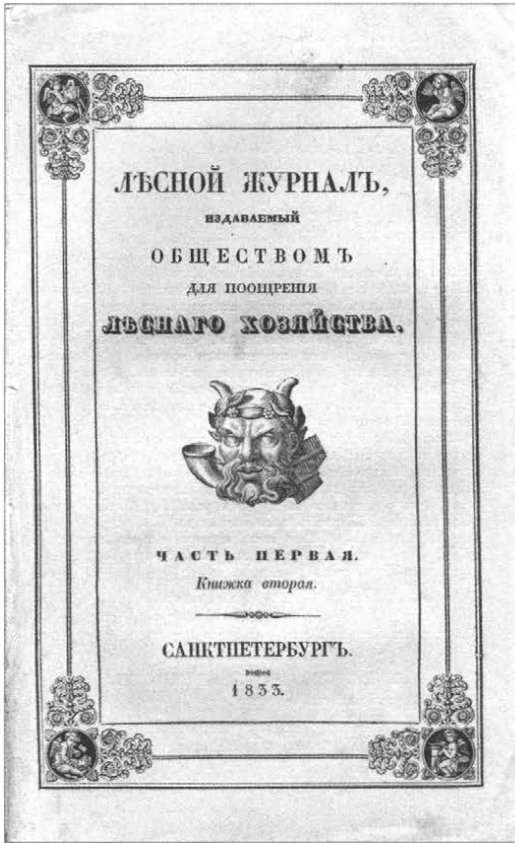 ЛѢСНОЙ ЖУРНАЛЪ,
ИЗДАВАЕМЫЙ
ОБЩЕСТВОМЪ
ДЛЯ ПООЩРЕНІЯ
ЛѢСНАГО ХОЗЯЙСТВА.
ЧАСТЬ ПЕРВАЯ.
Книжка вторая.
САНКТПЕТЕРБУРГЪ.
1833.